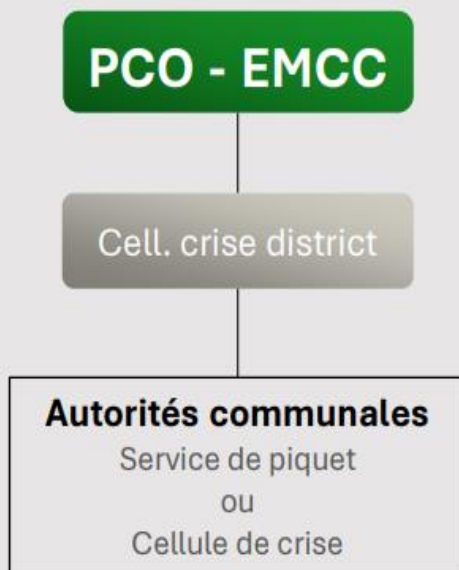 PCO - EMCC
Cell. crise district
Autorités communales
Service de piquet
ou
Cellule de crise